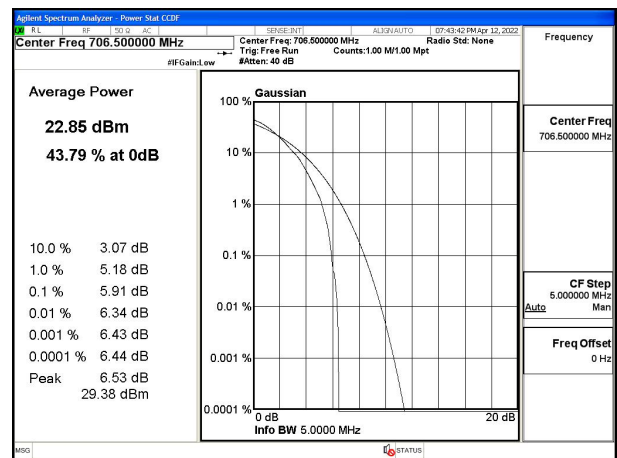 Agilent Spectrum Analyzer - Power Stat CCDF
RL RF 50 Ω AC SENSE:INT ALIGN AUTO 07:43:42 PM Apr 12, 2022
Center Freq 706.500000 MHz
Center Freq: 706.500000 MHz Radio Std: None
Trig: Free Run Counts:1.00 M/1.00 Mpt
#IFGain:Low #Atten: 40 dB
Frequency
Average Power
22.85 dBm
43.79 % at 0dB
10.0 % 3.07 dB
1.0 % 5.18 dB
0.1 % 5.91 dB
0.01 % 6.34 dB
0.001 % 6.43 dB
0.0001 % 6.44 dB
Peak 6.53 dB
29.38 dBm
Gaussian
100 %
10 %
1 %
0.1 %
0.01 %
0.001 %
0.0001 %
0 dB 20 dB
Info BW 5.0000 MHz
Center Freq
706.500000 MHz
CF Step
5.000000 MHz
Auto Man
Freq Offset
0 Hz
MSG STATUS